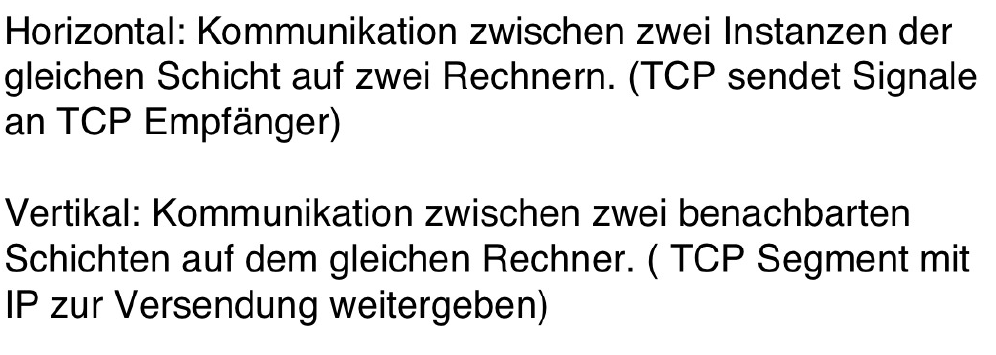 Horizontal: Kommunikation zwischen zwei Instanzen der
gleichen Schicht auf zwei Rechnern. (TCP sendet Signale
an TCP Empfänger)
Vertikal: Kommunikation zwischen zwei benachbarten
Schichten auf dem gleichen Rechner. ( TCP Segment mit
IP zur Versendung weitergeben)